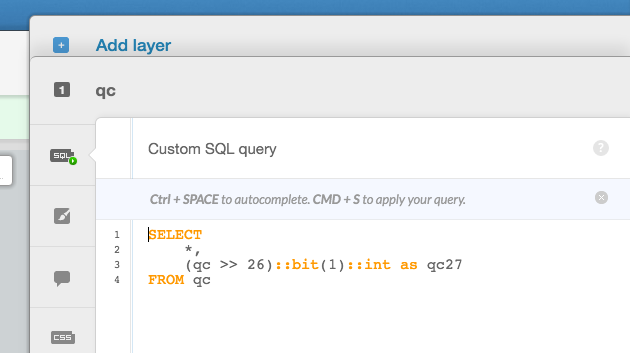 + Add layer
1 qc
SQL
Custom SQL query
?
Ctrl + SPACE to autocomplete. CMD + S to apply your query.
1 SELECT
2 *,
3 (qc >> 26)::bit(1)::int as qc27
4 FROM qc
CSS